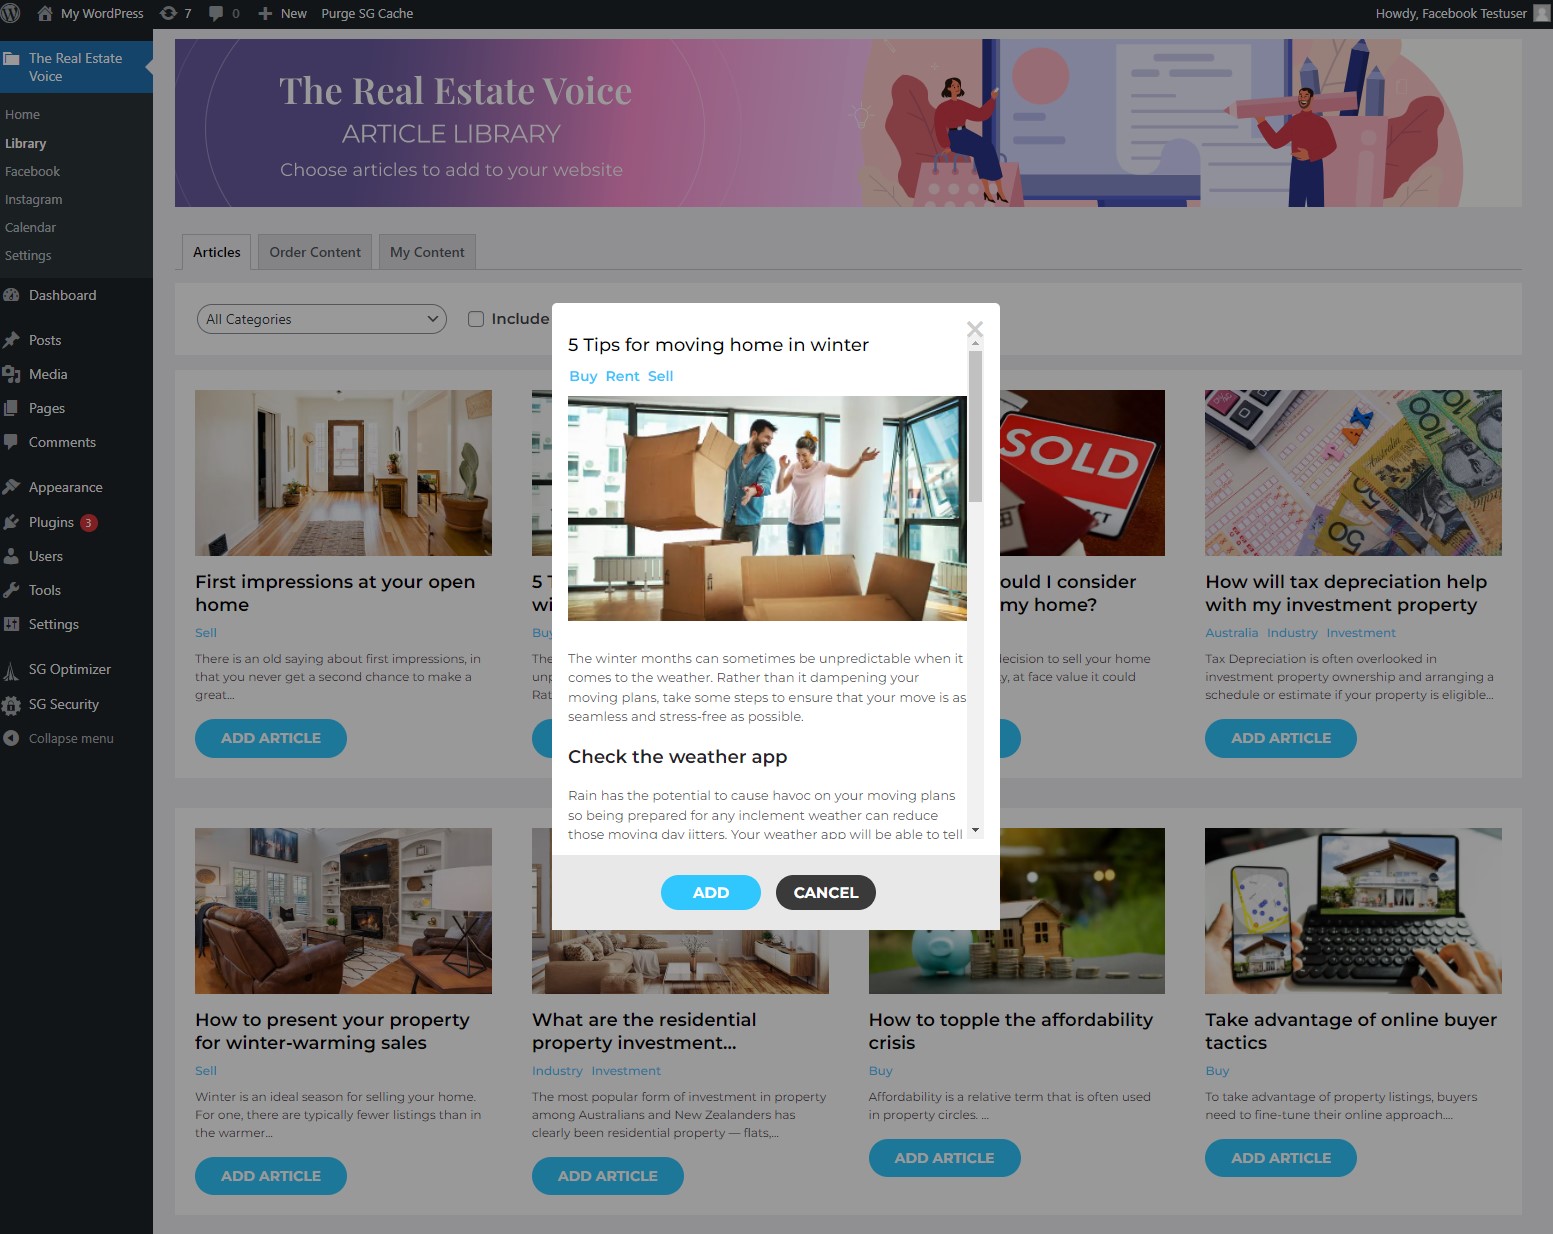 My WordPress 7 0 New Purge SG Cache Howdy, Facebook Testuser
The Real Estate
Voice
Home
Library
Facebook
Instagram
Calendar
Settings
Dashboard
Posts
Media
Pages
Comments
Appearance
Plugins 3
Users
Tools
Settings
SG Optimizer
SG Security
Collapse menu
The Real Estate Voice
ARTICLE LIBRARY
Choose articles to add to your website
Articles Order Content My Content
All Categories Include
5 Tips for moving home in winter
Buy Rent Sell
The winter months can sometimes be unpredictable when it
comes to the weather. Rather than it dampening your
moving plans, take some steps to ensure that your move is as
seamless and stress-free as possible.
Check the weather app
Rain has the potential to cause havoc on your moving plans
so being prepared for any inclement weather can reduce
those moving day jitters. Your weather app will be able to tell
ADD CANCEL
First impressions at your open
home
Sell
There is an old saying about first impressions, in
that you never get a second chance to make a
great...
ADD ARTICLE
SOLD
ould I consider
my home?
ecision to sell your home
, at face value it could
Australia
100
50
How will tax depreciation help
with my investment property
Australia Industry Investment
Tax Depreciation is often overlooked in
investment property ownership and arranging a
schedule or estimate if your property is eligible...
ADD ARTICLE
How to present your property
for winter-warming sales
Sell
Winter is an ideal season for selling your home.
For one, there are typically fewer listings than in
the warmer...
ADD ARTICLE
What are the residential
property investment...
Industry Investment
The most popular form of investment in property
among Australians and New Zealanders has
clearly been residential property — flats,...
ADD ARTICLE
How to topple the affordability
crisis
Buy
Affordability is a relative term that is often used
in property circles. ...
ADD ARTICLE
Take advantage of online buyer
tactics
Buy
To take advantage of property listings, buyers
need to fine-tune their online approach....
ADD ARTICLE